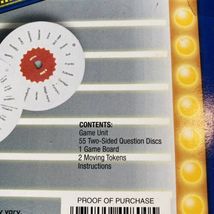 CONTENTS:
Game Unit
55 Two-Sided Question Discs
1 Game Board
2 Moving Tokens
Instructions
PROOF OF PURCHASE